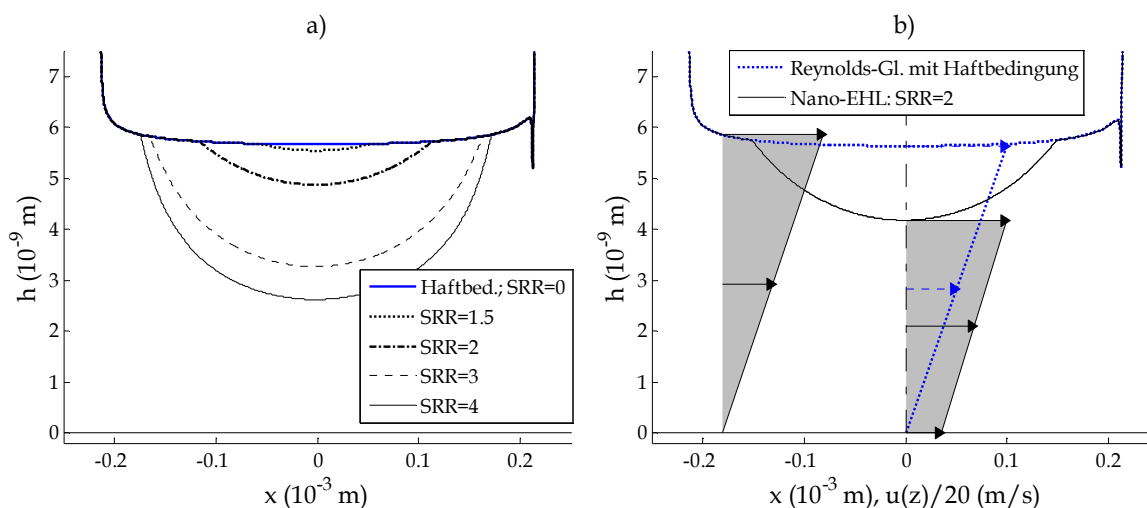 a)
7
6
5
4
3
2
1
0
h (10⁻⁹ m)
-0.2
-0.1
0
0.1
0.2
x (10⁻³ m)
Haftbed.; SRR=0
SRR=1.5
SRR=2
SRR=3
SRR=4
b)
7
6
5
4
3
2
1
0
h (10⁻⁹ m)
-0.2
-0.1
0
0.1
0.2
x (10⁻³ m), u(z)/20 (m/s)
Reynolds-Gl. mit Haftbedingung
Nano-EHL: SRR=2